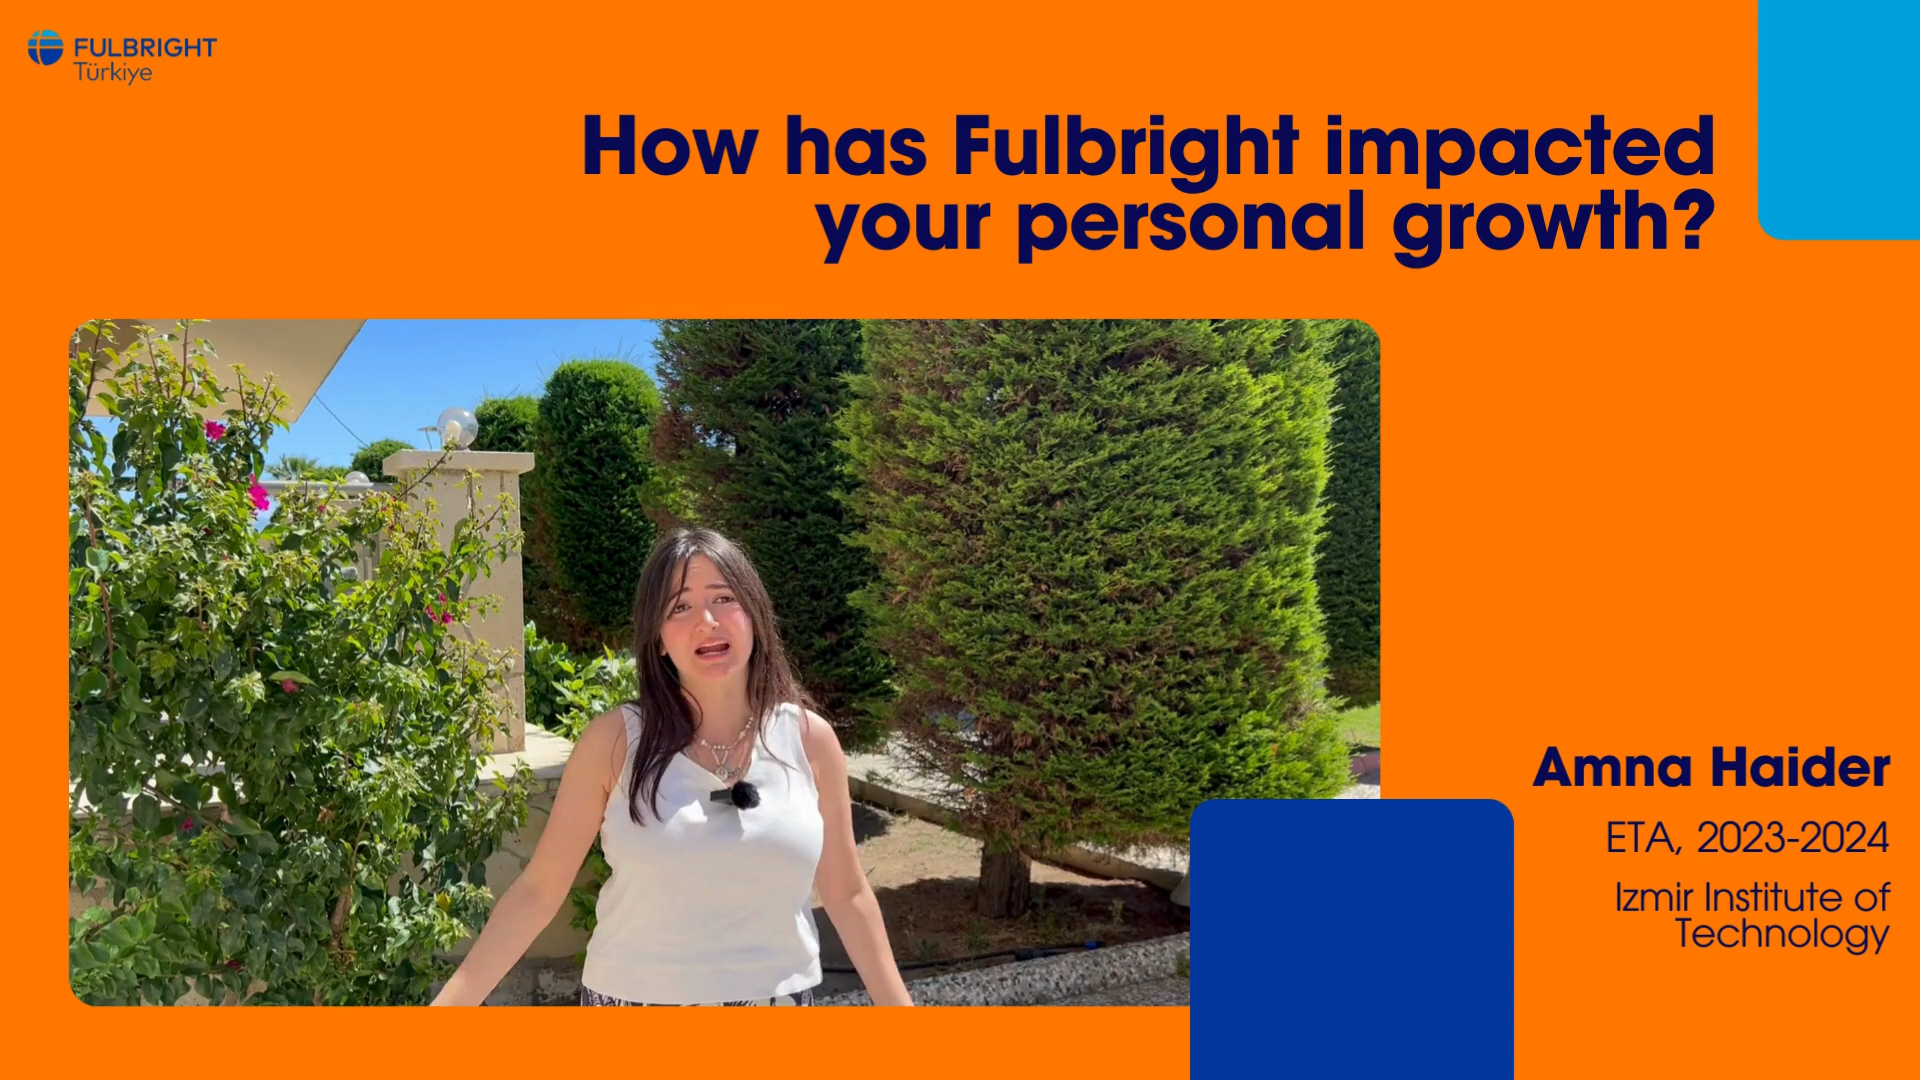 FULBRIGHT
Türkiye
How has Fulbright impacted
your personal growth?
Amna Haider
ETA, 2023-2024
Izmir Institute of
Technology